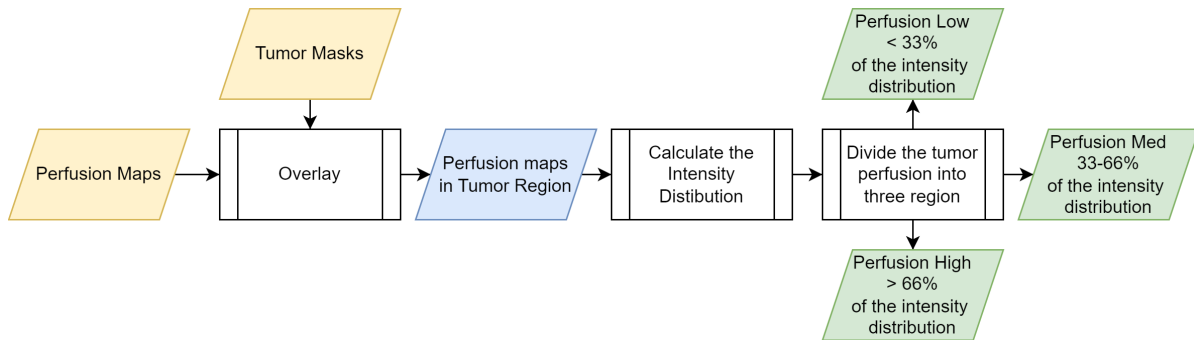 Tumor Masks
Perfusion Low
< 33%
of the intensity
distribution
Perfusion Maps
Overlay
Perfusion maps
in Tumor Region
Calculate the
Intensity
Distibution
Divide the tumor
perfusion into
three region
Perfusion Med
33-66%
of the intensity
distribution
Perfusion High
> 66%
of the intensity
distribution